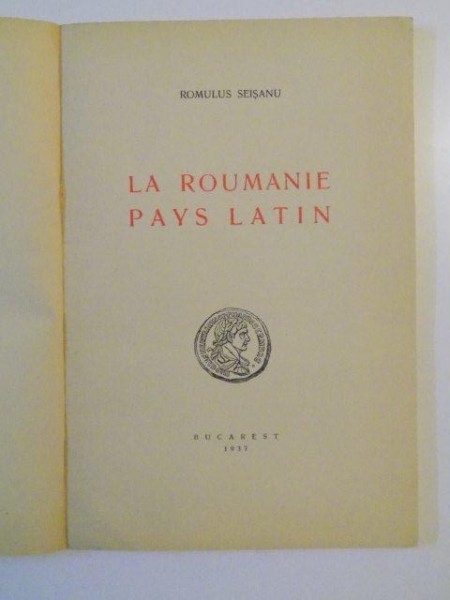 ROMULUS SEIȘANU
LA ROUMANIE
PAYS LATIN
BUCAREST
1937